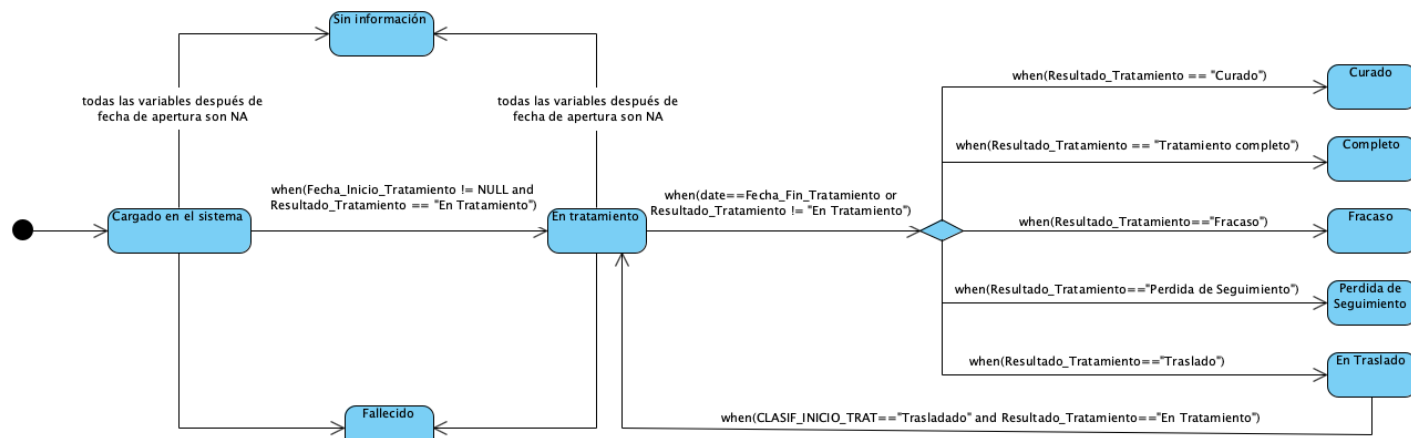 Sin información
todas las variables después de
fecha de apertura son NA
todas las variables después de
fecha de apertura son NA
Cargado en el sistema
when(Fecha_Inicio_Tratamiento != NULL and
Resultado_Tratamiento == "En Tratamiento")
En tratamiento
when(date==Fecha_Fin_Tratamiento or
Resultado_Tratamiento != "En Tratamiento")
when(Resultado_Tratamiento == "Curado")
Curado
when(Resultado_Tratamiento == "Tratamiento completo")
Completo
when(Resultado_Tratamiento=="Fracaso")
Fracaso
when(Resultado_Tratamiento=="Perdida de Seguimiento")
Perdida de
Seguimiento
when(Resultado_Tratamiento=="Traslado")
En Traslado
when(CLASIF_INICIO_TRAT=="Trasladado" and Resultado_Tratamiento=="En Tratamiento")
Fallecido